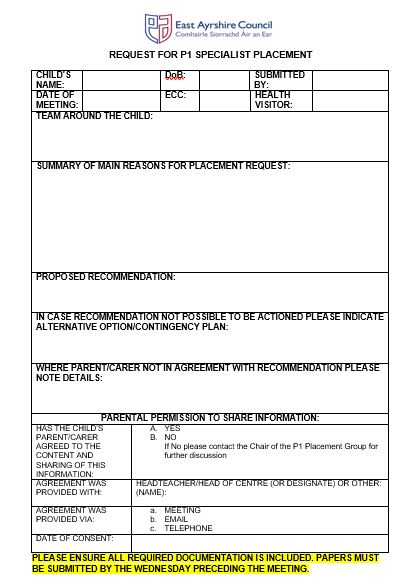 East Ayrshire Council
Comhairle Siorrachd Àir an Ear
REQUEST FOR P1 SPECIALIST PLACEMENT
CHILD'S NAME:
DoB:
SUBMITTED BY:
DATE OF MEETING:
ECC:
HEALTH VISITOR:
TEAM AROUND THE CHILD:
SUMMARY OF MAIN REASONS FOR PLACEMENT REQUEST:
PROPOSED RECOMMENDATION:
IN CASE RECOMMENDATION NOT POSSIBLE TO BE ACTIONED PLEASE INDICATE
ALTERNATIVE OPTION/CONTINGENCY PLAN:
WHERE PARENT/CARER NOT IN AGREEMENT WITH RECOMMENDATION PLEASE
NOTE DETAILS:
PARENTAL PERMISSION TO SHARE INFORMATION:
HAS THE CHILD'S
PARENT/CARER
AGREED TO THE
CONTENT AND
SHARING OF THIS
INFORMATION:
A. YES
B. NO
If No please contact the Chair of the P1 Placement Group for
further discussion
AGREEMENT WAS
PROVIDED WITH:
HEADTEACHER/HEAD OF CENTRE (OR DESIGNATE) OR OTHER:
(NAME):
AGREEMENT WAS
PROVIDED VIA:
a. MEETING
b. EMAIL
c. TELEPHONE
DATE OF CONSENT:
PLEASE ENSURE ALL REQUIRED DOCUMENTATION IS INCLUDED. PAPERS MUST
BE SUBMITTED BY THE WEDNESDAY PRECEDING THE MEETING.